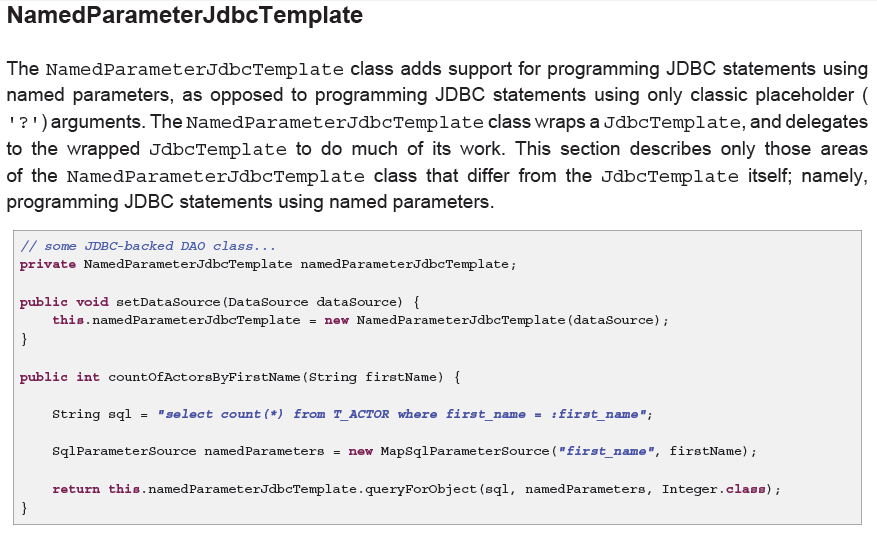 NamedParameterJdbcTemplate
The NamedParameterJdbcTemplate class adds support for programming JDBC statements using
named parameters, as opposed to programming JDBC statements using only classic placeholder (
'?') arguments. The NamedParameterJdbcTemplate class wraps a JdbcTemplate, and delegates
to the wrapped JdbcTemplate to do much of its work. This section describes only those areas
of the NamedParameterJdbcTemplate class that differ from the JdbcTemplate itself; namely,
programming JDBC statements using named parameters.
// some JDBC-backed DAO class...
private NamedParameterJdbcTemplate namedParameterJdbcTemplate;
public void setDataSource(DataSource dataSource) {
    this.namedParameterJdbcTemplate = new NamedParameterJdbcTemplate(dataSource);
}
public int countOfActorsByFirstName(String firstName) {
    String sql = "select count(*) from T_ACTOR where first_name = :first_name";
    SqlParameterSource namedParameters = new MapSqlParameterSource("first_name", firstName);
    return this.namedParameterJdbcTemplate.queryForObject(sql, namedParameters, Integer.class);
}